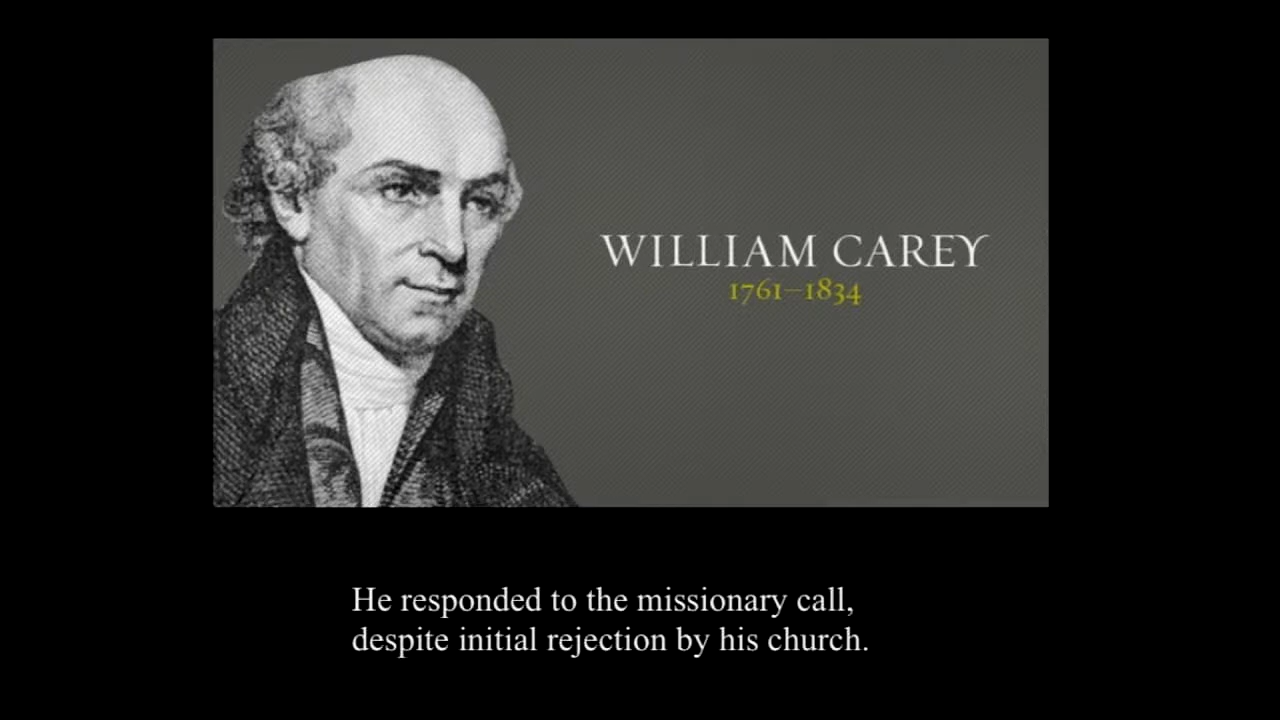 WILLIAM CAREY
1761–1834
He responded to the missionary call,
despite initial rejection by his church.